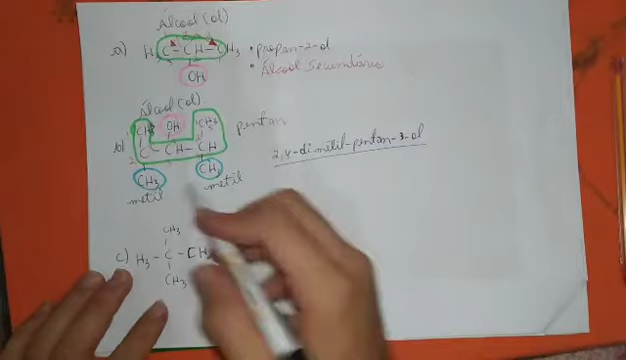 Álcool (ol)
a) H₃C-CH-CH₃ • propan-2-ol
OH • Álcool Secundário
Álcool (ol)
CH₃ OH CH₃ pentan
b) C - CH - CH 2,4-dimetil-pentan-3-ol
CH₃ CH₃
metil metil
CH₃
c) H₃ - C - CH₃
CH₃